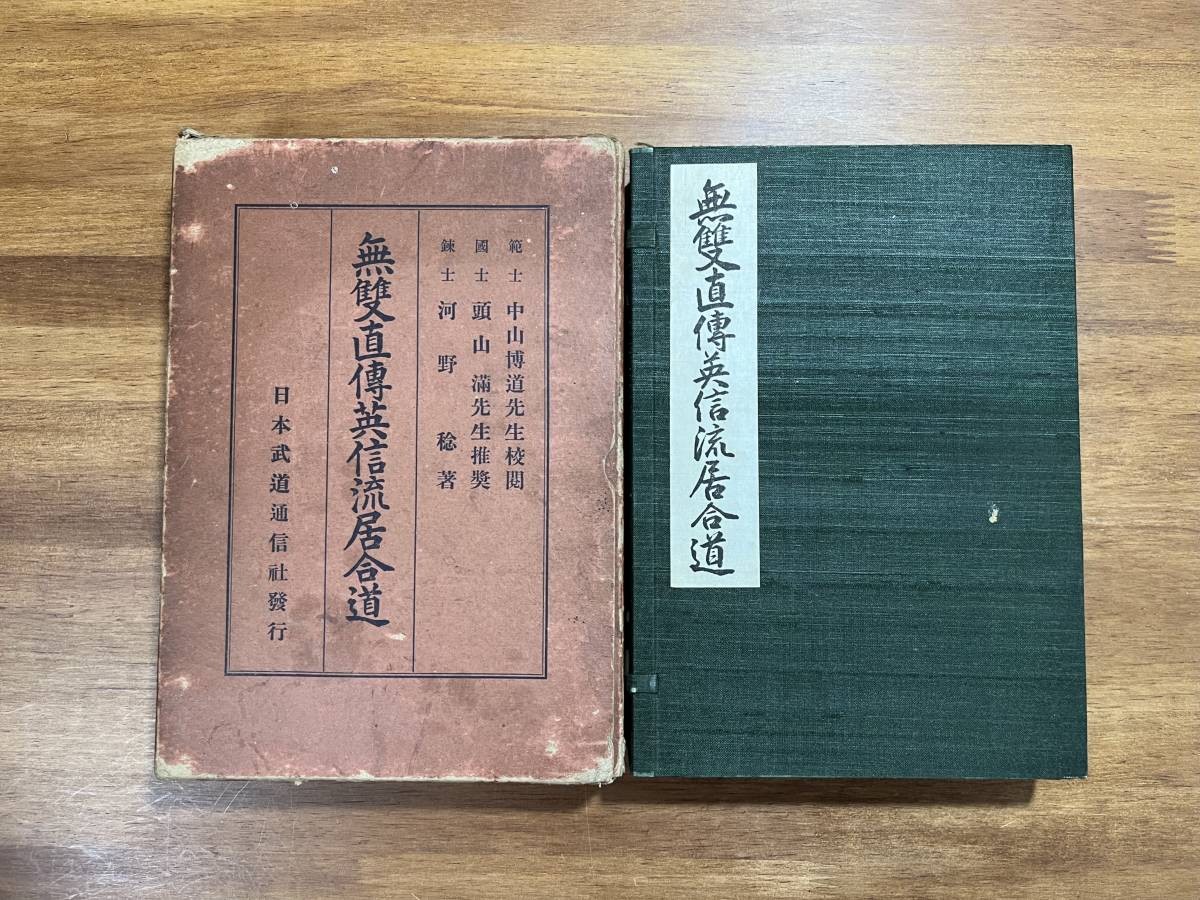 範士 中山博道先生校閲
國士 頭山滿先生推奬
錬士 河野稔著
無雙直傳英信流居合道
日本武道通信社發行
無雙直傳英信流居合道